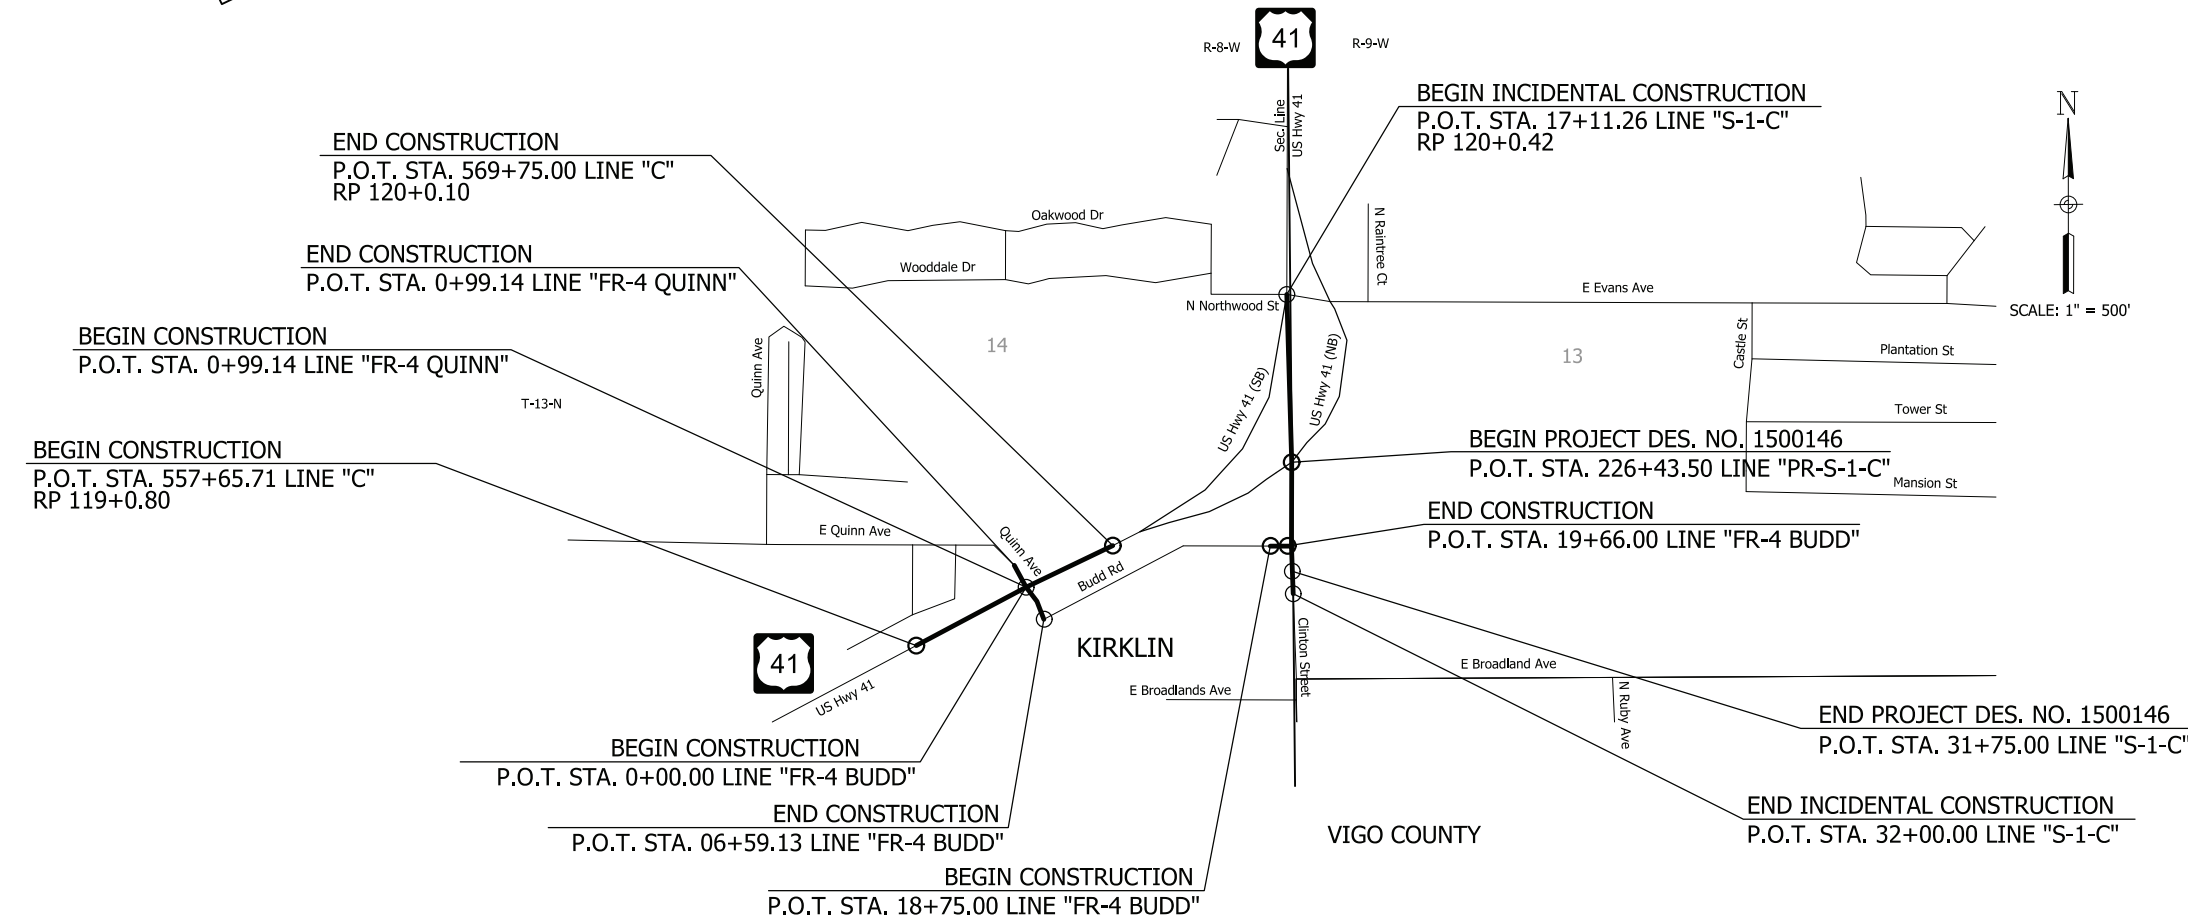 41
R-8-W
R-9-W
BEGIN INCIDENTAL CONSTRUCTION
P.O.T. STA. 17+11.26 LINE "S-1-C"
RP 120+0.42
N
Sec. Line
US Hwy 41
END CONSTRUCTION
P.O.T. STA. 569+75.00 LINE "C"
RP 120+0.10
Oakwood Dr
N Raintree Ct
END CONSTRUCTION
P.O.T. STA. 0+99.14 LINE "FR-4 QUINN"
Wooddale Dr
E Evans Ave
N Northwood St
SCALE: 1" = 500'
BEGIN CONSTRUCTION
P.O.T. STA. 0+99.14 LINE "FR-4 QUINN"
Quinn Ave
14
13
Castle St
Plantation St
T-13-N
US Hwy 41 (SB)
US Hwy 41 (NB)
Tower St
BEGIN CONSTRUCTION
P.O.T. STA. 557+65.71 LINE "C"
RP 119+0.80
BEGIN PROJECT DES. NO. 1500146
P.O.T. STA. 226+43.50 LINE "PR-S-1-C"
Mansion St
END CONSTRUCTION
P.O.T. STA. 19+66.00 LINE "FR-4 BUDD"
E Quinn Ave
Quinn Ave
Budd Rd
KIRKLIN
Clinton Street
41
US Hwy 41
E Broadland Ave
E Broadlands Ave
N Ruby Ave
END PROJECT DES. NO. 1500146
P.O.T. STA. 31+75.00 LINE "S-1-C"
BEGIN CONSTRUCTION
P.O.T. STA. 0+00.00 LINE "FR-4 BUDD"
END CONSTRUCTION
P.O.T. STA. 06+59.13 LINE "FR-4 BUDD"
END INCIDENTAL CONSTRUCTION
P.O.T. STA. 32+00.00 LINE "S-1-C"
VIGO COUNTY
BEGIN CONSTRUCTION
P.O.T. STA. 18+75.00 LINE "FR-4 BUDD"